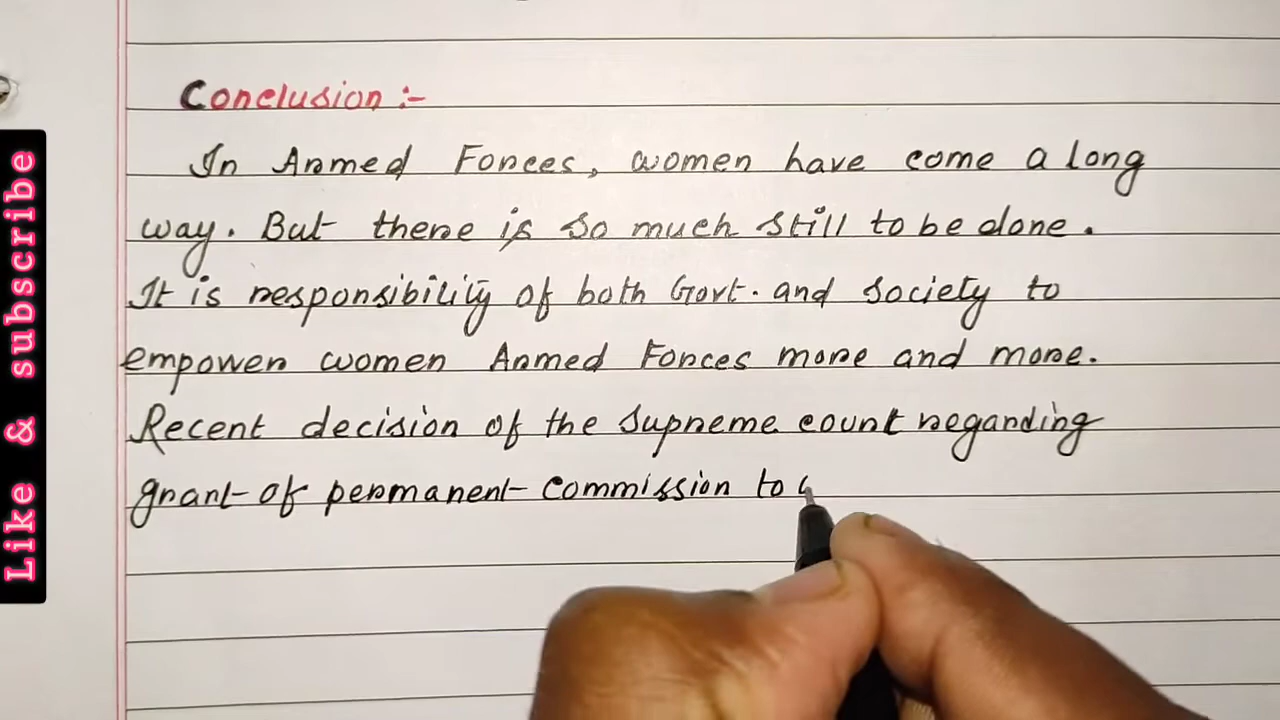 Like & subscribe
Conclusion :-
In Armed Forces, women have come a long
way. But there is so much still to be done.
It is responsibility of both Govt. and society to
empower women Armed Forces more and more.
Recent decision of the supreme court regarding
grant of permanent commission to